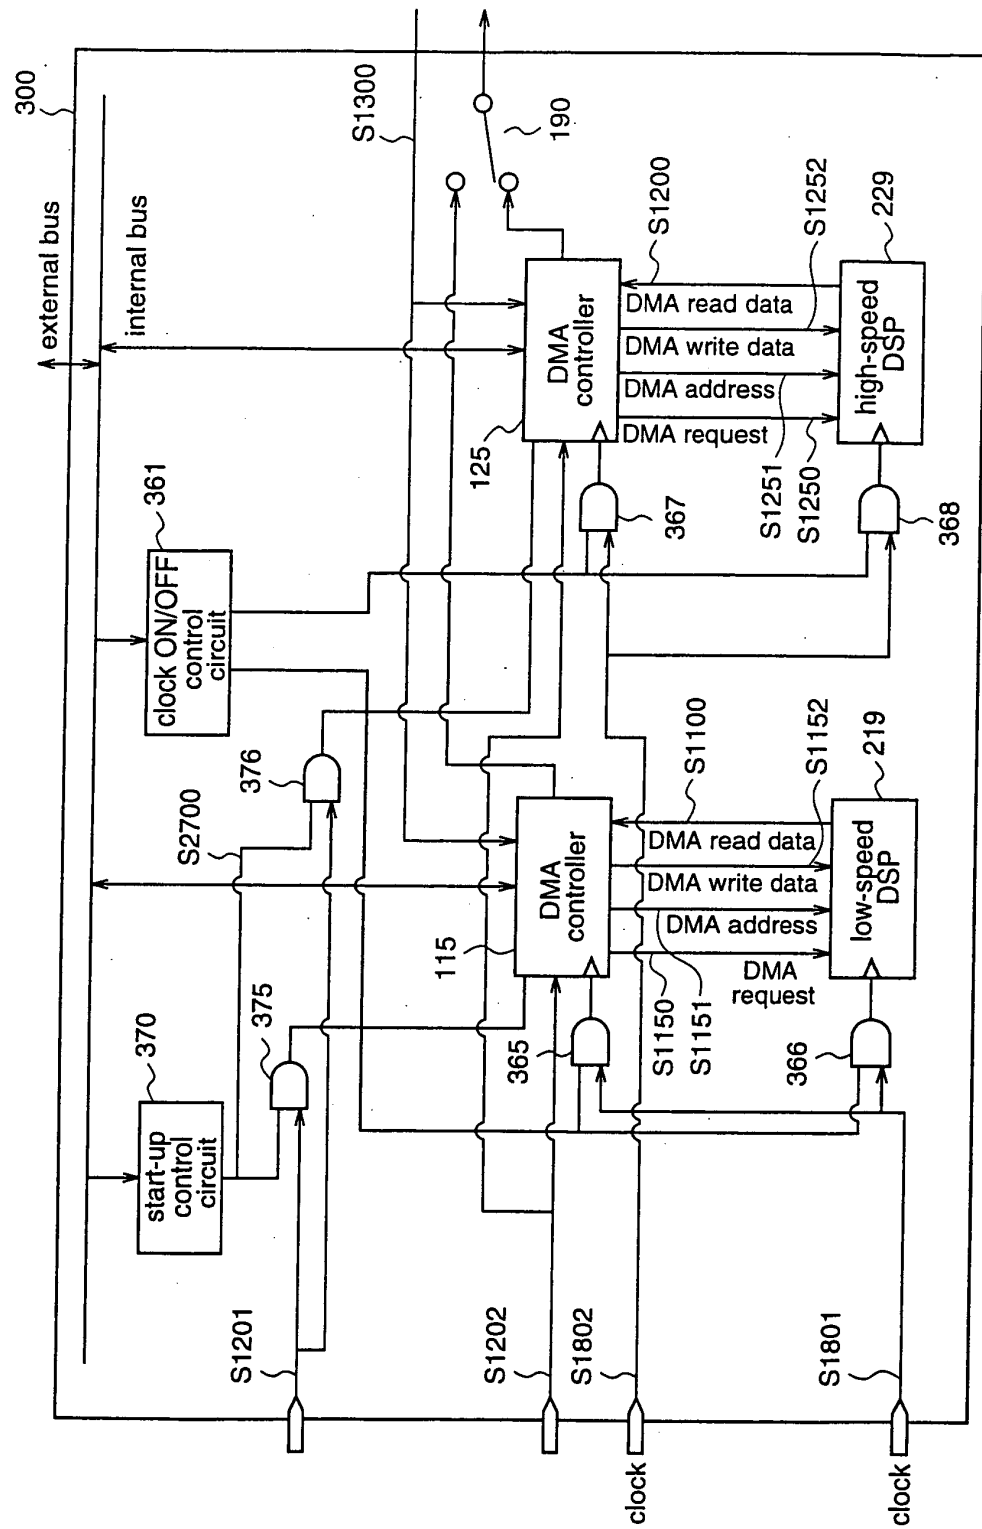 300
external bus
internal bus
S1300
190
361
clock ON/OFF
control
circuit
370
start-up
control
circuit
S2700
376
375
S1201
125
DMA
controller
367
S1200
DMA read data
S1252
DMA write data
DMA address
DMA request
S1251
S1250
229
high-speed
DSP
368
115
DMA
controller
365
S1100
DMA read data
S1152
DMA write data
DMA address
DMA
request
S1150
S1151
219
low-speed
DSP
366
S1202
S1802
clock
S1801
clock